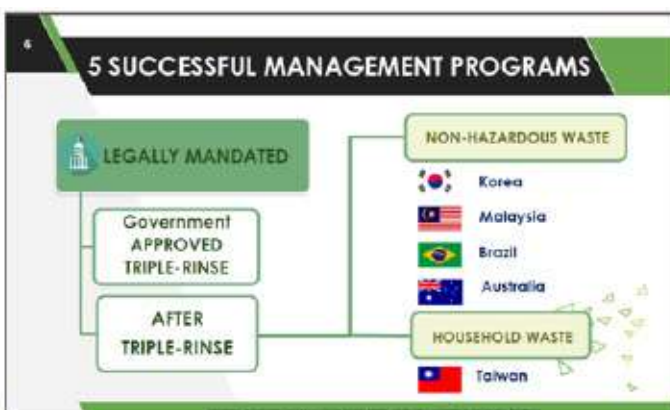 6
5 SUCCESSFUL MANAGEMENT PROGRAMS
LEGALLY MANDATED
Government
APPROVED
TRIPLE-RINSE
AFTER
TRIPLE-RINSE
NON-HAZARDOUS WASTE
Korea
Malaysia
Brazil
Australia
HOUSEHOLD WASTE
Taiwan